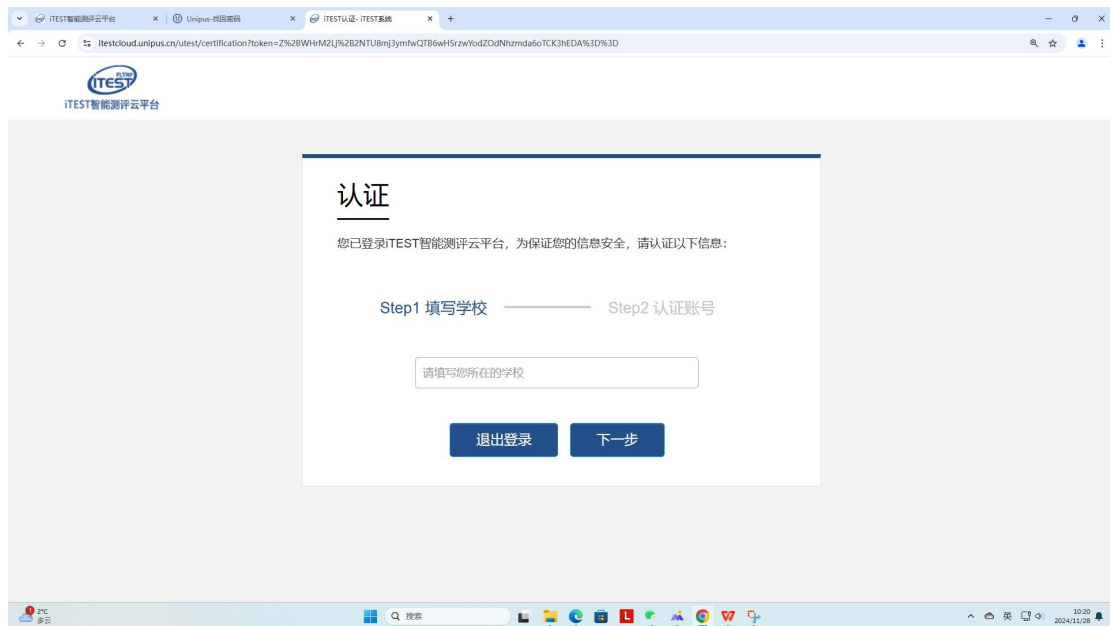 iTEST智能测评云平台
Unipus-找回密码
iTEST认证- iTEST系统
itestcloud.unipus.cn/utest/certification?token=Z%2BWHrM2Lj%2B2NTU8mj3ymfwQTB6wHSrzwYodZOdNhzmda6oTCK3hEDA%3D%3D
FLTRP
iTEST
iTEST智能测评云平台
认证
您已登录iTEST智能测评云平台，为保证您的信息安全，请认证以下信息：
Step1 填写学校
Step2 认证账号
请填写您所在的学校
退出登录
下一步
1
2°C
多云
搜索
L
W
英
10:20
2024/11/28